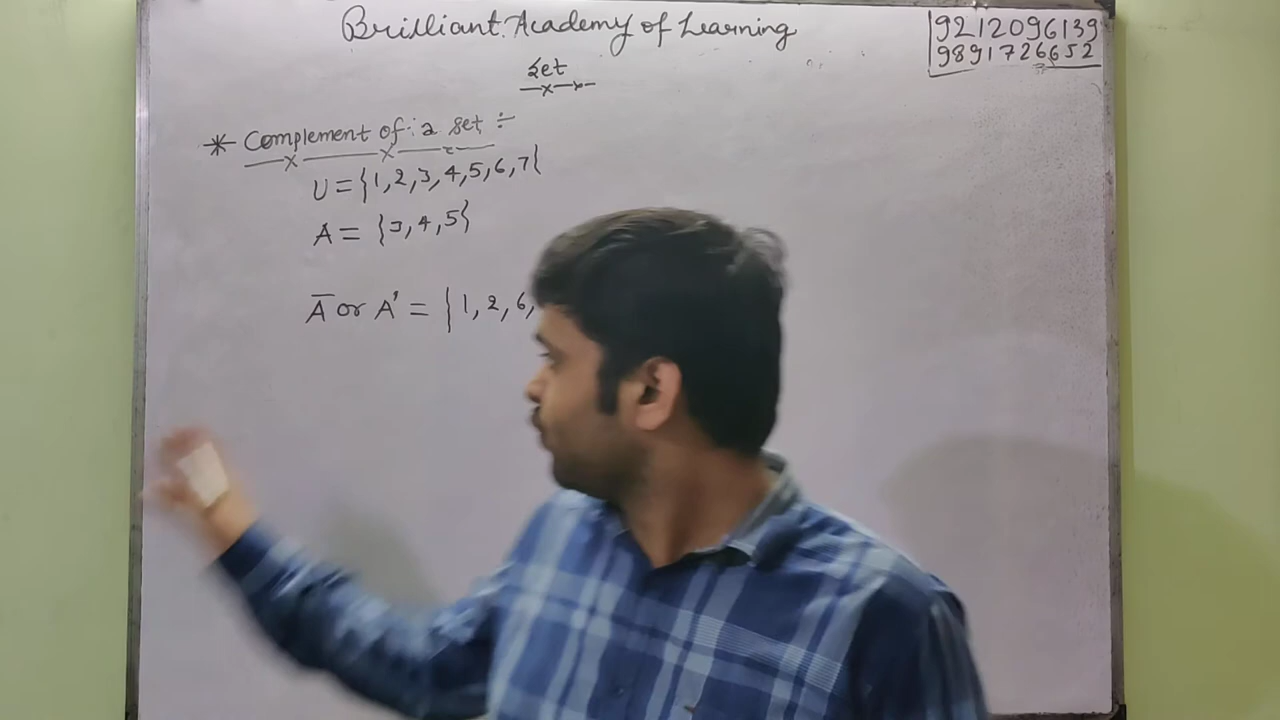 Brilliant Academy of Learning
9212096139
9891726652
Set
* Complement of a set ÷
U = {1, 2, 3, 4, 5, 6, 7}
A = {3, 4, 5}
A̅ or A' = {1, 2, 6,